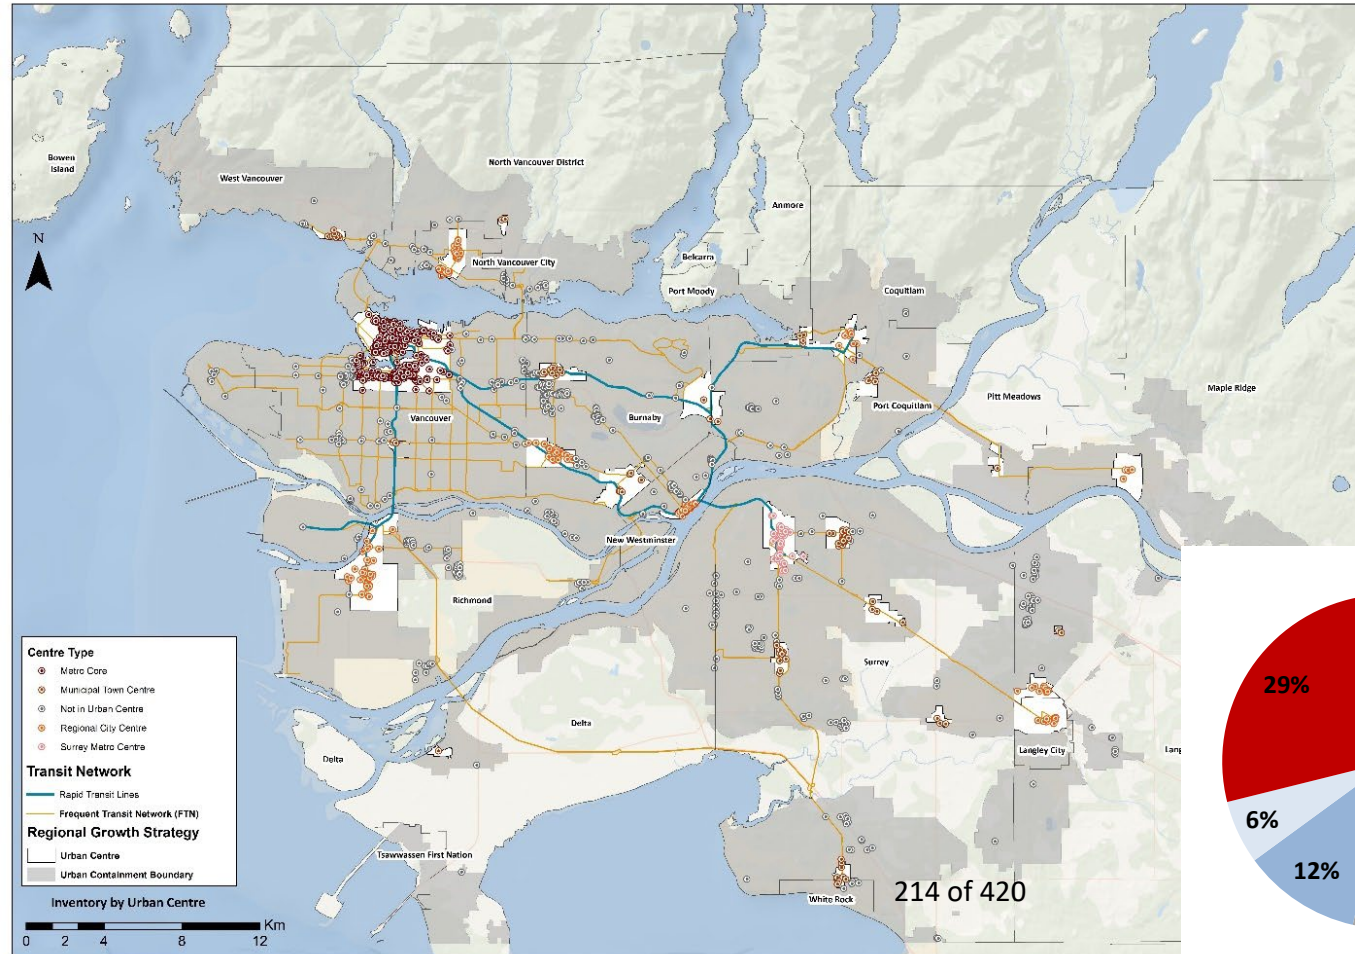 Bowen
Island
West Vancouver
North Vancouver District
Anmore
N
North Vancouver City
Belcarra
Port Moody
Coquitlam
Maple Ridge
Vancouver
Burnaby
Port Coquitlam
Pitt Meadows
New Westminster
Richmond
Surrey
Delta
Delta
Langley City
Lang
Tsawwassen First Nation
White Rock
214 of 420
Centre Type
Metro Core
Municipal Town Centre
Not in Urban Centre
Regional City Centre
Surrey Metro Centre
Transit Network
Rapid Transit Lines
Frequent Transit Network (FTN)
Regional Growth Strategy
Urban Centre
Urban Containment Boundary
Inventory by Urban Centre
Km
0 2 4 8 12
29%
6%
12%